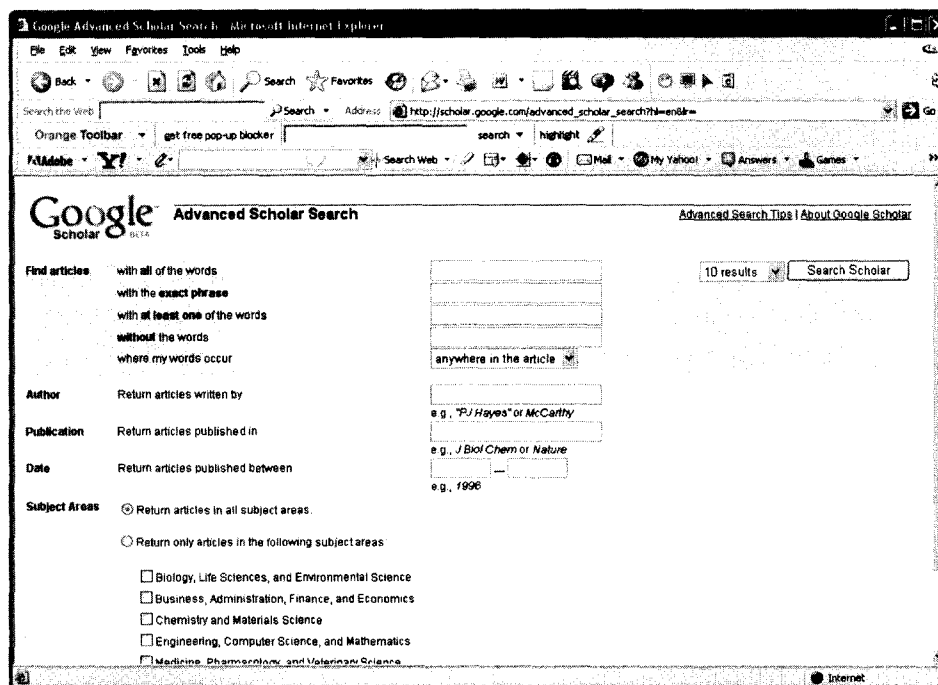 Google Advanced Scholar Search - Microsoft Internet Explorer
File Edit View Favorites Tools Help
Back Search Favorites
Search the Web Search Address http://scholar.google.com/advanced_scholar_search?hl=en&lr= Go
Orange Toolbar get free pop-up blocker search highlight
Adobe Y! Search Web Mail My Yahoo! Answers Games
Google Scholar BETA Advanced Scholar Search Advanced Search Tips | About Google Scholar
Find articles with all of the words 10 results Search Scholar
with the exact phrase
with at least one of the words
without the words
where my words occur anywhere in the article
Author Return articles written by
e.g., "PJ Hayes" or McCarthy
Publication Return articles published in
e.g., J Biol Chem or Nature
Date Return articles published between —
e.g., 1996
Subject Areas Return articles in all subject areas.
Return only articles in the following subject areas
Biology, Life Sciences, and Environmental Science
Business, Administration, Finance, and Economics
Chemistry and Materials Science
Engineering, Computer Science, and Mathematics
Medicine, Pharmacology, and Veterinary Science
Internet